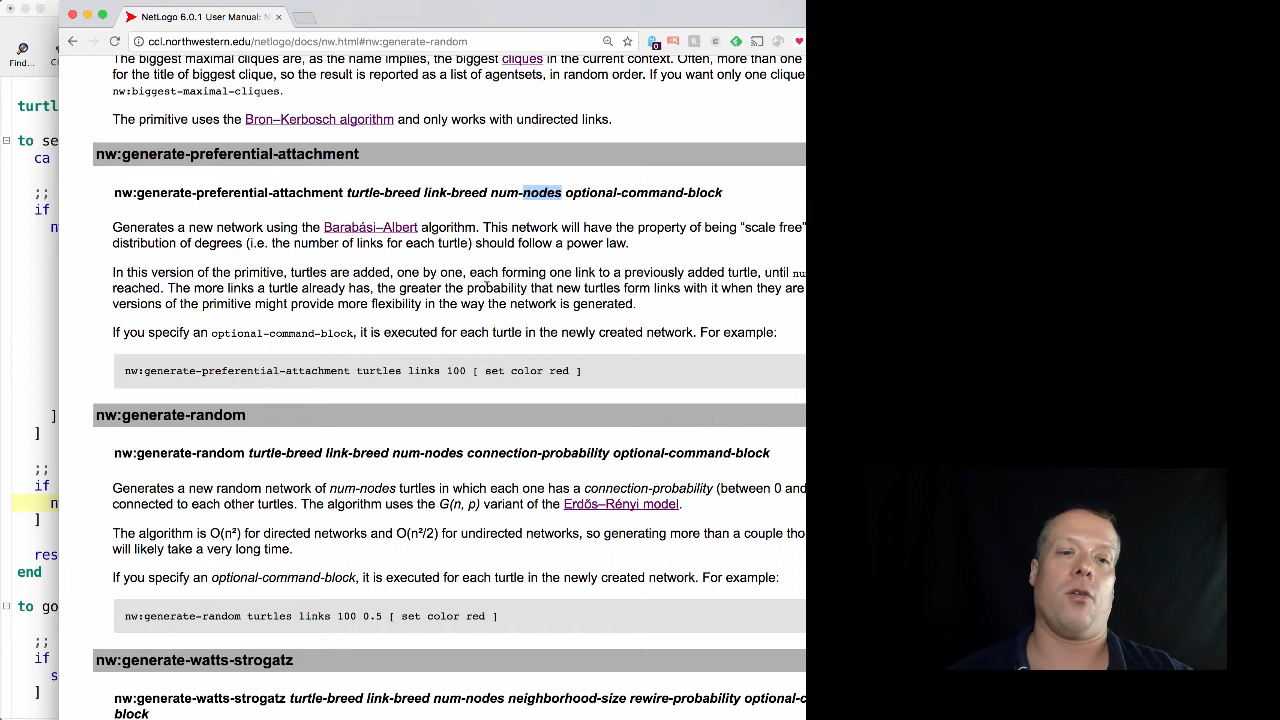 NetLogo 6.0.1 User Manual: N
ccl.northwestern.edu/netlogo/docs/nw.html#nw:generate-random
Find...
turtl
to se
ca
;;
if
n
]
]
;;
if
n
]
res
end
to go
;;
if
s
]
The biggest maximal cliques are, as the name implies, the biggest cliques in the current context. Often, more than one
for the title of biggest clique, so the result is reported as a list of agentsets, in random order. If you want only one clique
nw:biggest-maximal-cliques.
The primitive uses the Bron–Kerbosch algorithm and only works with undirected links.
nw:generate-preferential-attachment
nw:generate-preferential-attachment turtle-breed link-breed num-nodes optional-command-block
Generates a new network using the Barabási–Albert algorithm. This network will have the property of being "scale free"
distribution of degrees (i.e. the number of links for each turtle) should follow a power law.
In this version of the primitive, turtles are added, one by one, each forming one link to a previously added turtle, until nu
reached. The more links a turtle already has, the greater the probability that new turtles form links with it when they are
versions of the primitive might provide more flexibility in the way the network is generated.
If you specify an optional-command-block, it is executed for each turtle in the newly created network. For example:
nw:generate-preferential-attachment turtles links 100 [ set color red ]
nw:generate-random
nw:generate-random turtle-breed link-breed num-nodes connection-probability optional-command-block
Generates a new random network of num-nodes turtles in which each one has a connection-probability (between 0 and
connected to each other turtles. The algorithm uses the G(n, p) variant of the Erdős–Rényi model.
The algorithm is O(n²) for directed networks and O(n²/2) for undirected networks, so generating more than a couple tho
will likely take a very long time.
If you specify an optional-command-block, it is executed for each turtle in the newly created network. For example:
nw:generate-random turtles links 100 0.5 [ set color red ]
nw:generate-watts-strogatz
nw:generate-watts-strogatz turtle-breed link-breed num-nodes neighborhood-size rewire-probability optional-c
block